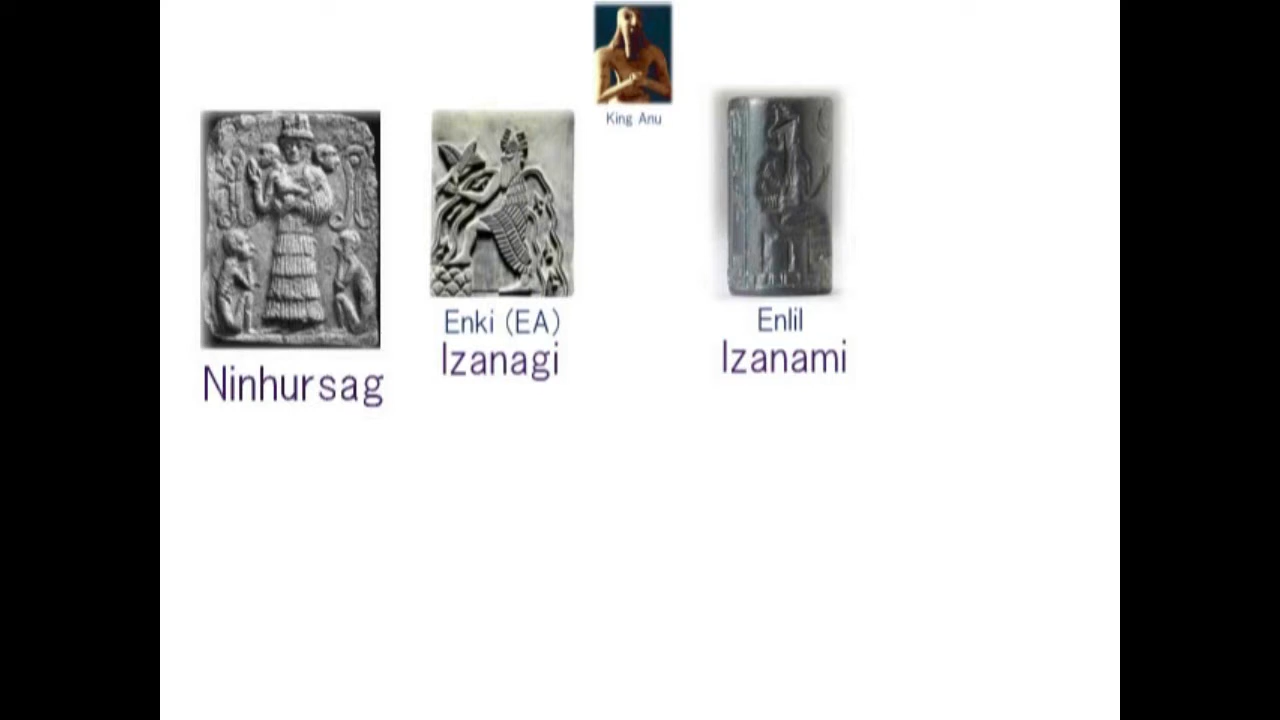 King Anu
Enki (EA)
Izanagi
Enlil
Izanami
Ninhursag